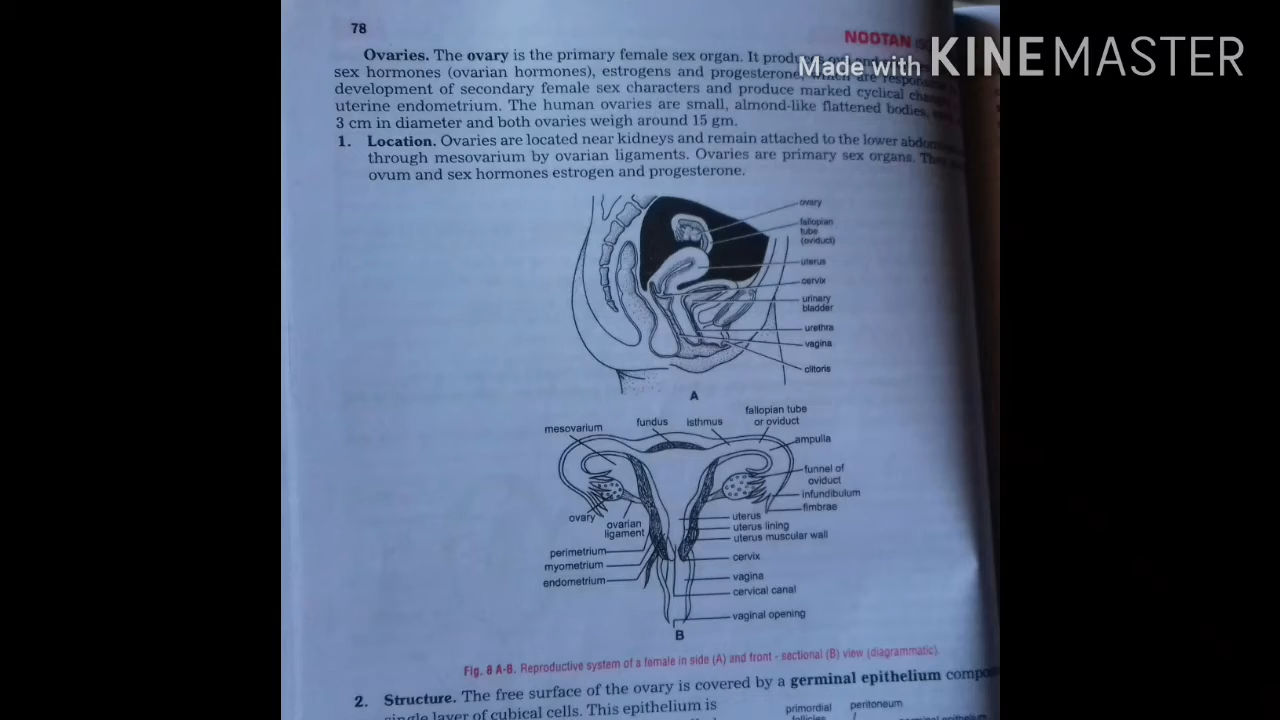 78
NOOTAN
Made with KINEMASTER
Ovaries. The ovary is the primary female sex organ. It
sex hormones (ovarian hormones), estrogens and progesterone, which are
development of secondary female sex characters and produce marked cyclical
uterine endometrium. The human ovaries are small, almond-like flattened bodies,
3 cm in diameter and both ovaries weigh around 15 gm.
1. Location. Ovaries are located near kidneys and remain attached to the lower
through mesovarium by ovarian ligaments. Ovaries are primary sex organs.
ovum and sex hormones estrogen and progesterone.
ovary
fallopian
tube
(oviduct)
uterus
cervix
urinary
bladder
urethra
vagina
clitoris
A
fallopian tube
or oviduct
mesovarium
fundus
isthmus
ampulla
funnel of
oviduct
infundibulum
fimbrae
ovary
ovarian
ligament
uterus
uterus lining
uterus muscular wall
perimetrium
myometrium
endometrium
cervix
vagina
cervical canal
vaginal opening
B
Fig. 8 A-B. Reproductive system of a female in side (A) and front - sectional (B) view (diagrammatic).
2. Structure. The free surface of the ovary is covered by a germinal epithelium
single layer of cubical cells. This epithelium is
primordial
follicles
peritoneum
germinal epithelium